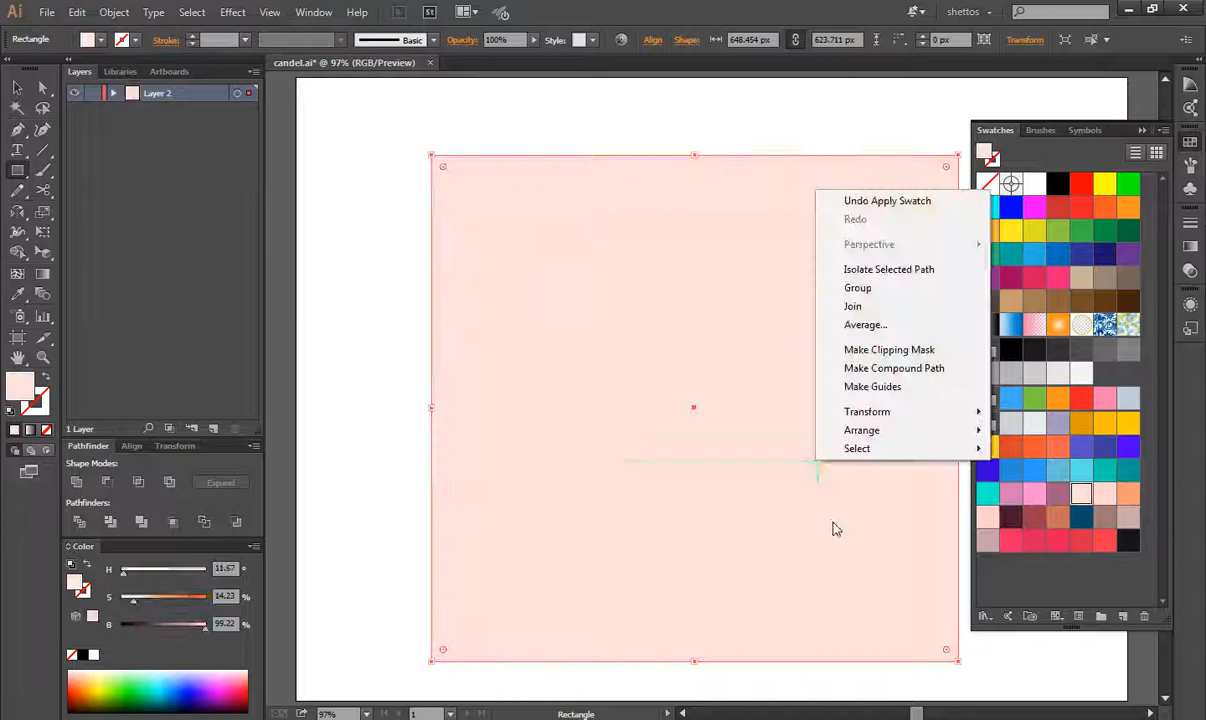 Ai File Edit Object Type Select Effect View Window Help St shettos
Rectangle Stroke: Basic Opacity: 100% Style: Align Shape: 648.454 px 623.711 px 0 px Transform
Layers Libraries Artboards
candel.ai* @ 97% (RGB/Preview)
Layer 2
Swatches Brushes Symbols
Undo Apply Swatch
Redo
Perspective
Isolate Selected Path
Group
Join
Average...
Make Clipping Mask
Make Compound Path
Make Guides
Transform
Arrange
Select
1 Layer
Pathfinder Align Transform
Shape Modes:
Expand
Pathfinders:
Color
H 11.67 °
S 14.23 %
B 99.22 %
97% 1 Rectangle